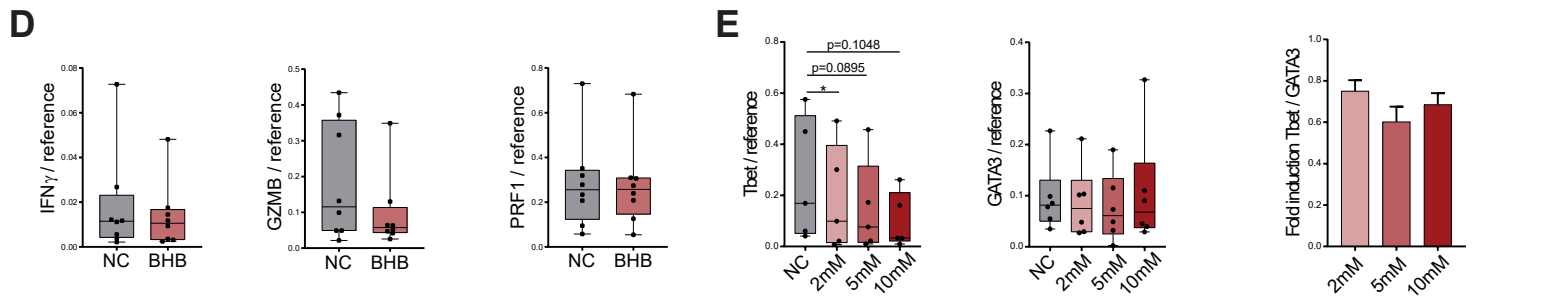 D
IFNγ / reference
0.08
0.06
0.04
0.02
0.00
NC BHB
GZMB / reference
0.5
0.4
0.3
0.2
0.1
0.0
NC BHB
PRF1 / reference
0.8
0.6
0.4
0.2
0.0
NC BHB
E
Tbet / reference
0.8
0.6
0.4
0.2
0.0
p=0.1048
p=0.0895
*
NC 2mM 5mM 10mM
GATA3 / reference
0.4
0.3
0.2
0.1
0.0
NC 2mM 5mM 10mM
Fold induction Tbet / GATA3
1.0
0.8
0.6
0.4
0.2
0.0
2mM 5mM 10mM